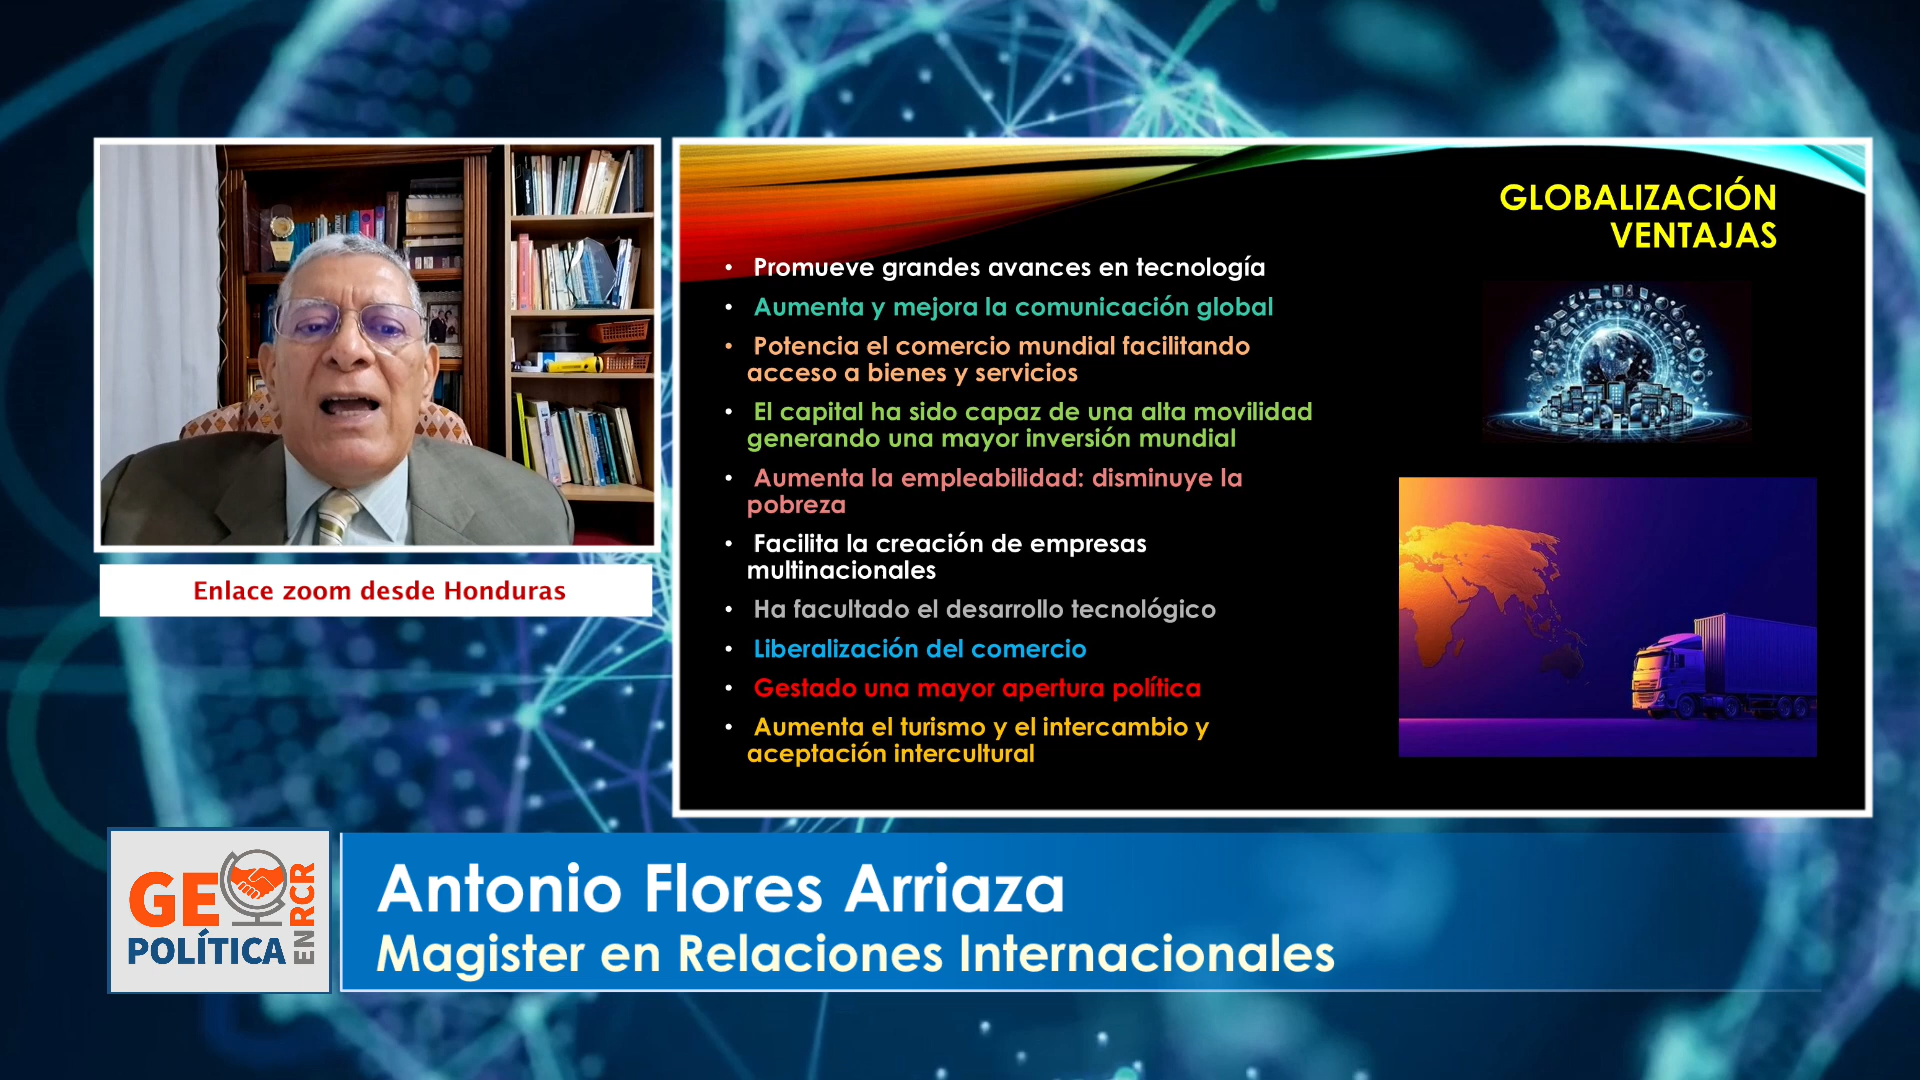 GLOBALIZACIÓN
VENTAJAS
• Promueve grandes avances en tecnología
• Aumenta y mejora la comunicación global
• Potencia el comercio mundial facilitando
acceso a bienes y servicios
• El capital ha sido capaz de una alta movilidad
generando una mayor inversión mundial
• Aumenta la empleabilidad: disminuye la
pobreza
• Facilita la creación de empresas
multinacionales
• Ha facultado el desarrollo tecnológico
• Liberalización del comercio
• Gestado una mayor apertura política
• Aumenta el turismo y el intercambio y
aceptación intercultural
Enlace zoom desde Honduras
GEO
POLÍTICA
EN RCR
Antonio Flores Arriaza
Magister en Relaciones Internacionales